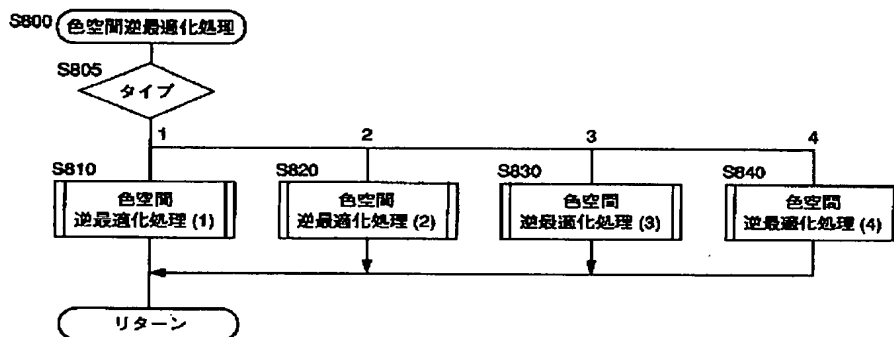 S800 色空間逆最適化処理
S805
タイプ
1 2 3 4
S810 S820 S830 S840
色空間 色空間 色空間 色空間
逆最適化処理 (1) 逆最適化処理 (2) 逆最適化処理 (3) 逆最適化処理 (4)
リターン